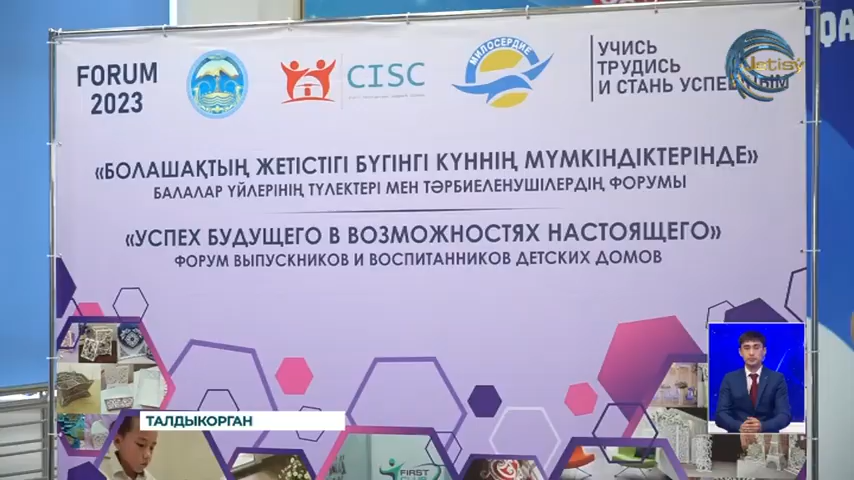 FORUM
2023
CISC
МИЛОСЕРДИЕ
УЧИСЬ
ТРУДИСЬ
И СТАНЬ УСПЕ
Jetisy
«БОЛАШАҚТЫҢ ЖЕТІСТІГІ БҮГІНГІ КҮННІҢ МҮМКІНДІКТЕРІНДЕ»
БАЛАЛАР ҮЙЛЕРІНІҢ ТҮЛЕКТЕРІ МЕН ТӘРБИЕЛЕНУШІЛЕРДІҢ ФОРУМЫ
«УСПЕХ БУДУЩЕГО В ВОЗМОЖНОСТЯХ НАСТОЯЩЕГО»
ФОРУМ ВЫПУСКНИКОВ И ВОСПИТАННИКОВ ДЕТСКИХ ДОМОВ
ТАЛДЫКОРГАН
FIRST